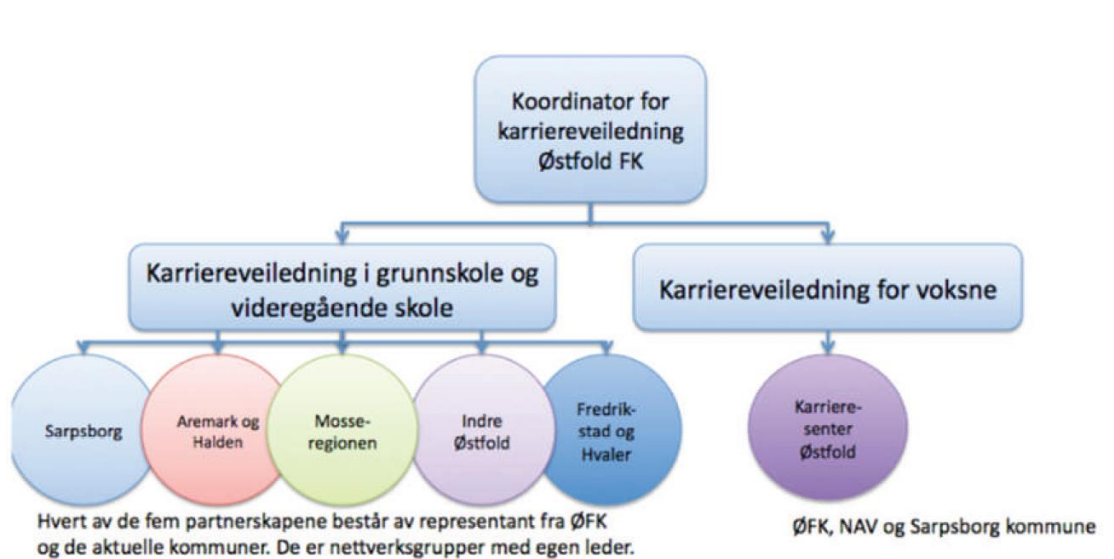 Koordinator for
karriereveiledning
Østfold FK
Karriereveiledning i grunnskole og
videregående skole
Karriereveiledning for voksne
Sarpsborg
Aremark og
Halden
Mosse-
regionen
Indre
Østfold
Fredrik-
stad og
Hvaler
Karriere-
senter
Østfold
Hvert av de fem partnerskapene består av representant fra ØFK
og de aktuelle kommuner. De er nettverksgrupper med egen leder.
ØFK, NAV og Sarpsborg kommune